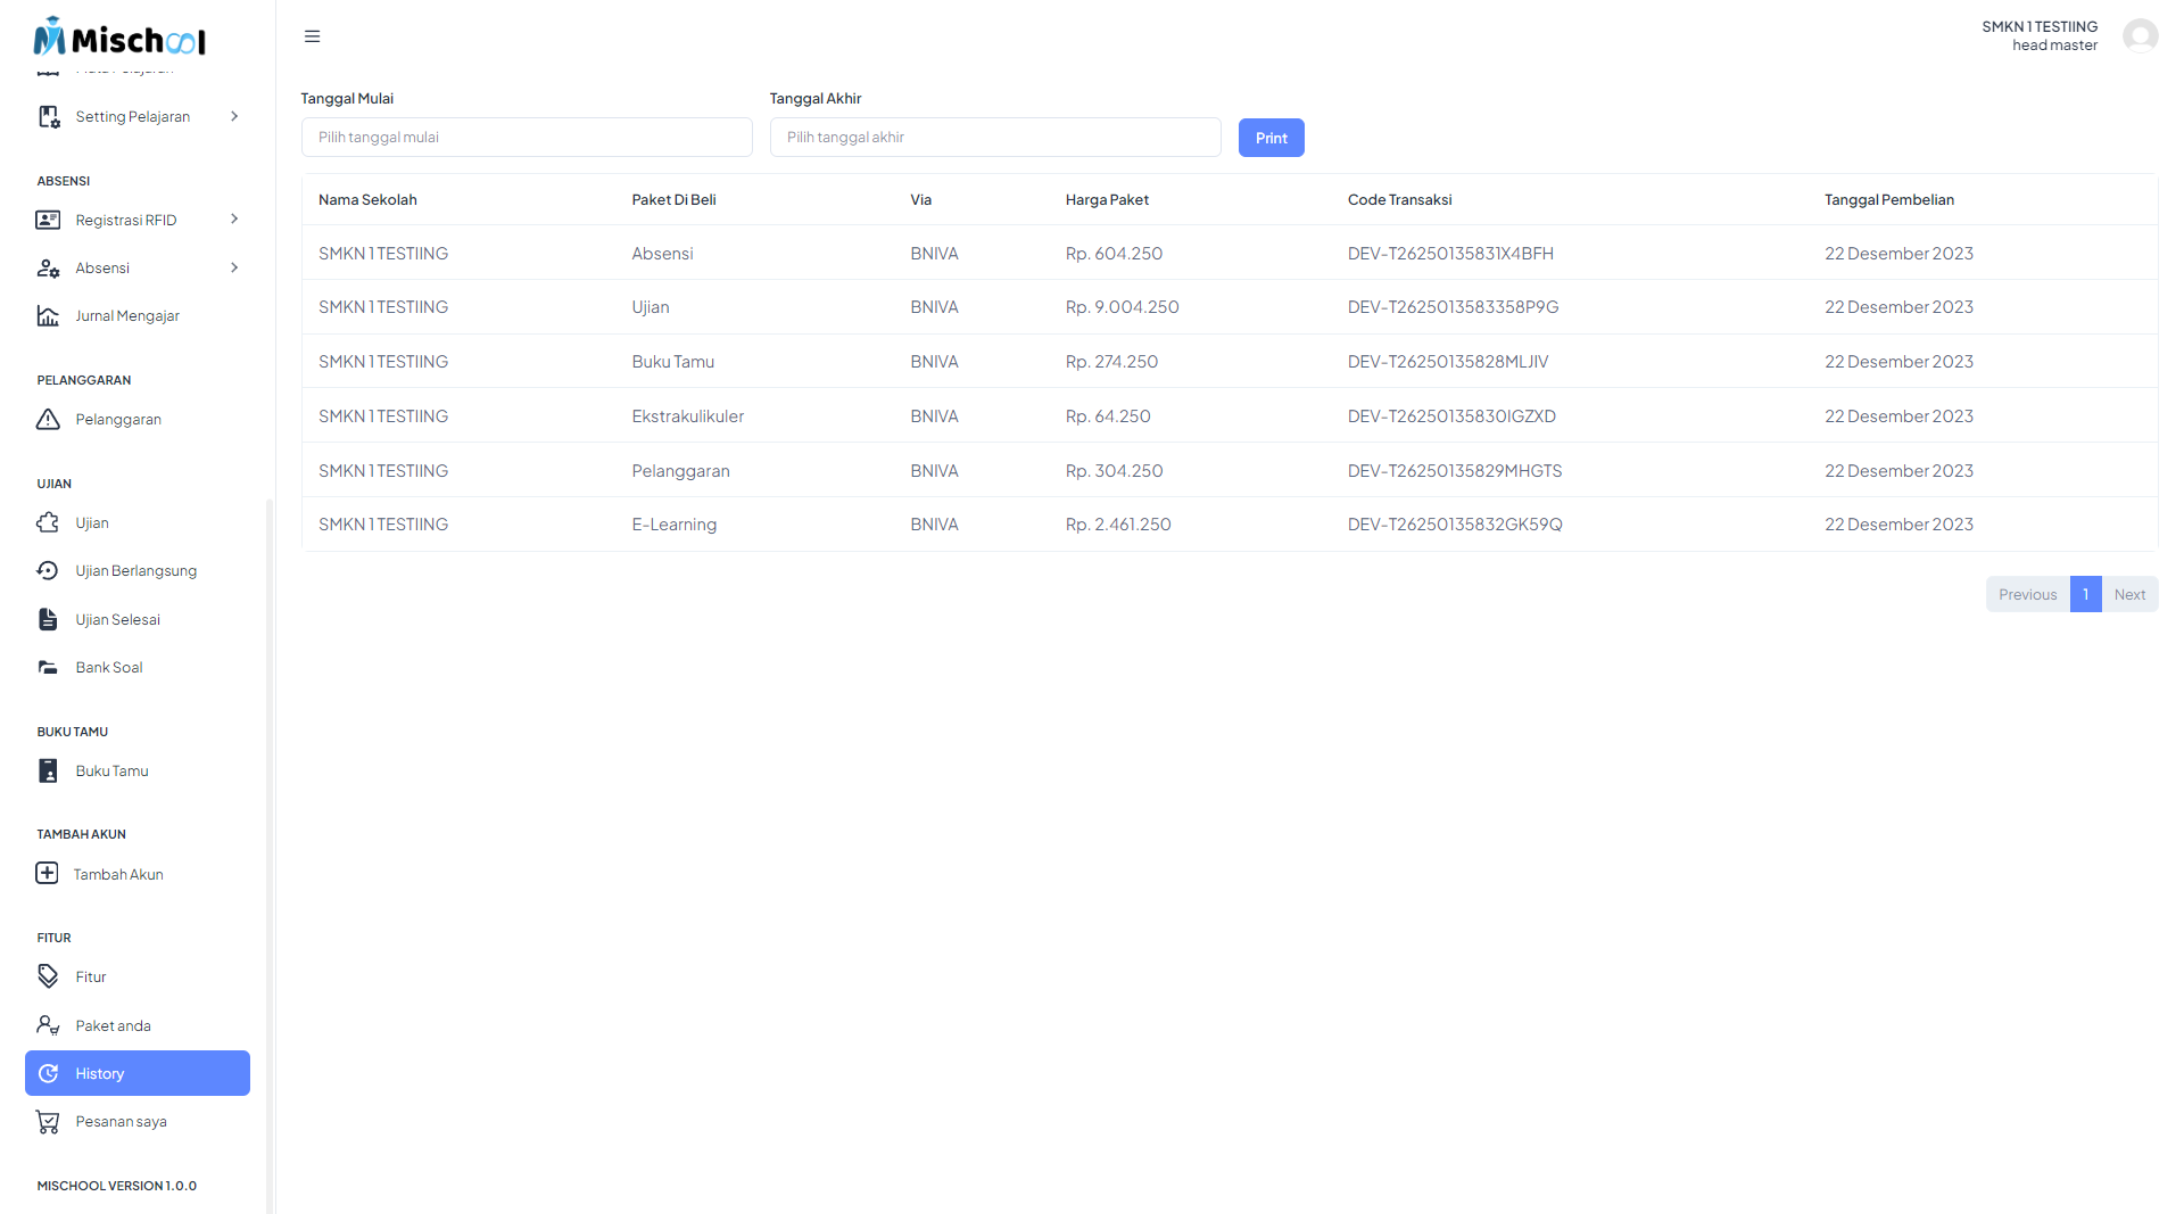 Mischool
SMKN 1 TESTIING
head master
Setting Pelajaran
ABSENSI
Registrasi RFID
Absensi
Jurnal Mengajar
PELANGGARAN
Pelanggaran
UJIAN
Ujian
Ujian Berlangsung
Ujian Selesai
Bank Soal
BUKU TAMU
Buku Tamu
TAMBAH AKUN
Tambah Akun
FITUR
Fitur
Paket anda
History
Pesanan saya
MISCHOOL VERSION 1.0.0
Tanggal Mulai Tanggal Akhir
Pilih tanggal mulai Pilih tanggal akhir Print
Nama Sekolah Paket Di Beli Via Harga Paket Code Transaksi Tanggal Pembelian
SMKN 1 TESTIING Absensi BNIVA Rp. 604.250 DEV-T26250135831X4BFH 22 Desember 2023
SMKN 1 TESTIING Ujian BNIVA Rp. 9.004.250 DEV-T2625013583358P9G 22 Desember 2023
SMKN 1 TESTIING Buku Tamu BNIVA Rp. 274.250 DEV-T26250135828MLJIV 22 Desember 2023
SMKN 1 TESTIING Ekstrakulikuler BNIVA Rp. 64.250 DEV-T26250135830IGZXD 22 Desember 2023
SMKN 1 TESTIING Pelanggaran BNIVA Rp. 304.250 DEV-T26250135829MHGTS 22 Desember 2023
SMKN 1 TESTIING E-Learning BNIVA Rp. 2.461.250 DEV-T26250135832GK59Q 22 Desember 2023
Previous 1 Next